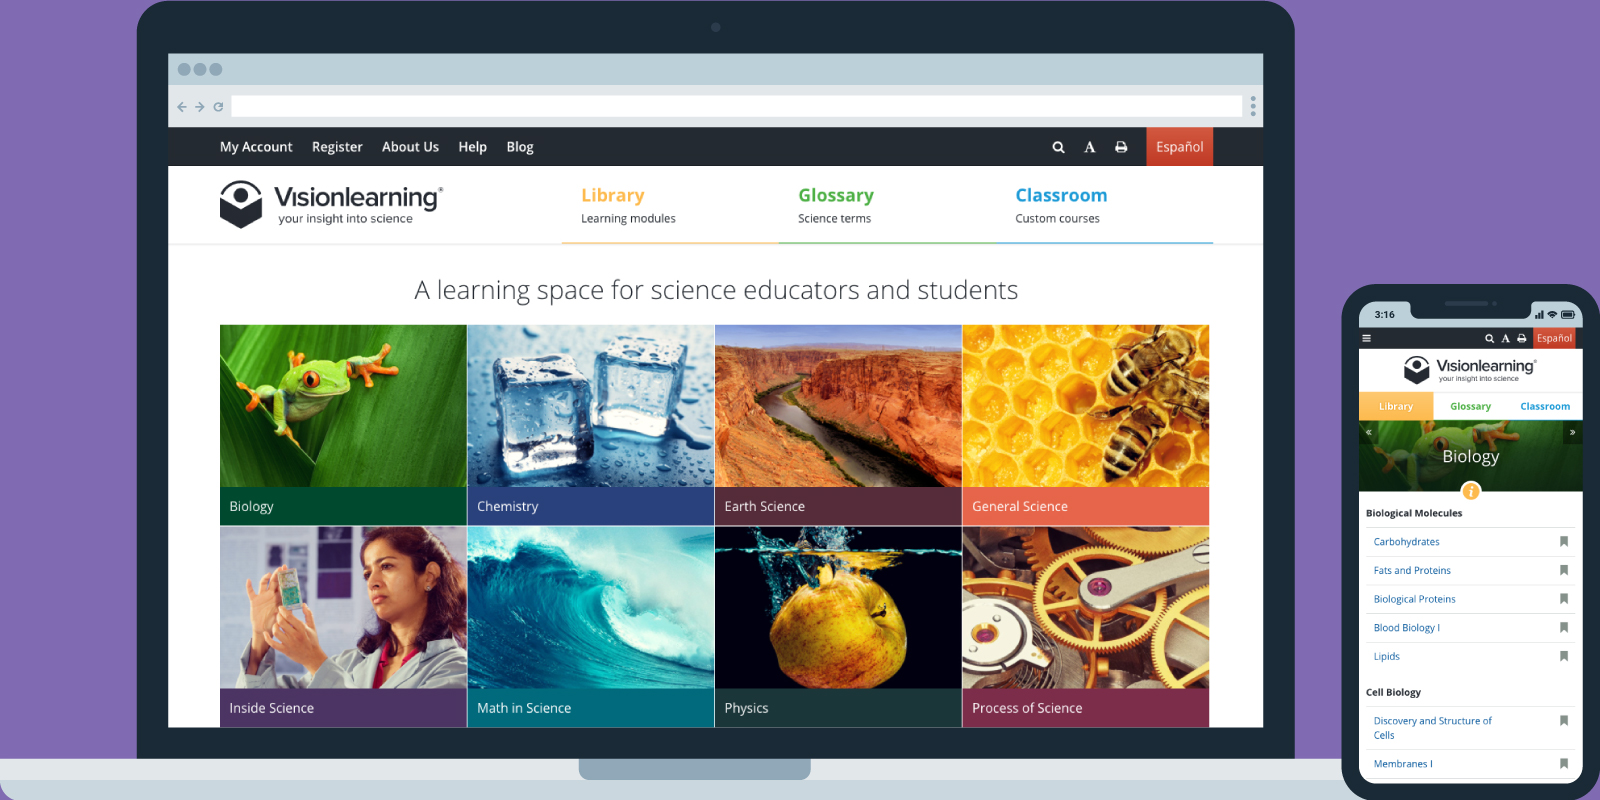 My Account Register About Us Help Blog
A Español
Visionlearning®
your insight into science
Library
Learning modules
Glossary
Science terms
Classroom
Custom courses
A learning space for science educators and students
Biology
Chemistry
Earth Science
General Science
Inside Science
Math in Science
Physics
Process of Science
3:16
A Español
Visionlearning®
your insight into science
Library Glossary Classroom
« »
Biology
i
Biological Molecules
Carbohydrates
Fats and Proteins
Biological Proteins
Blood Biology I
Lipids
Cell Biology
Discovery and Structure of
Cells
Membranes I